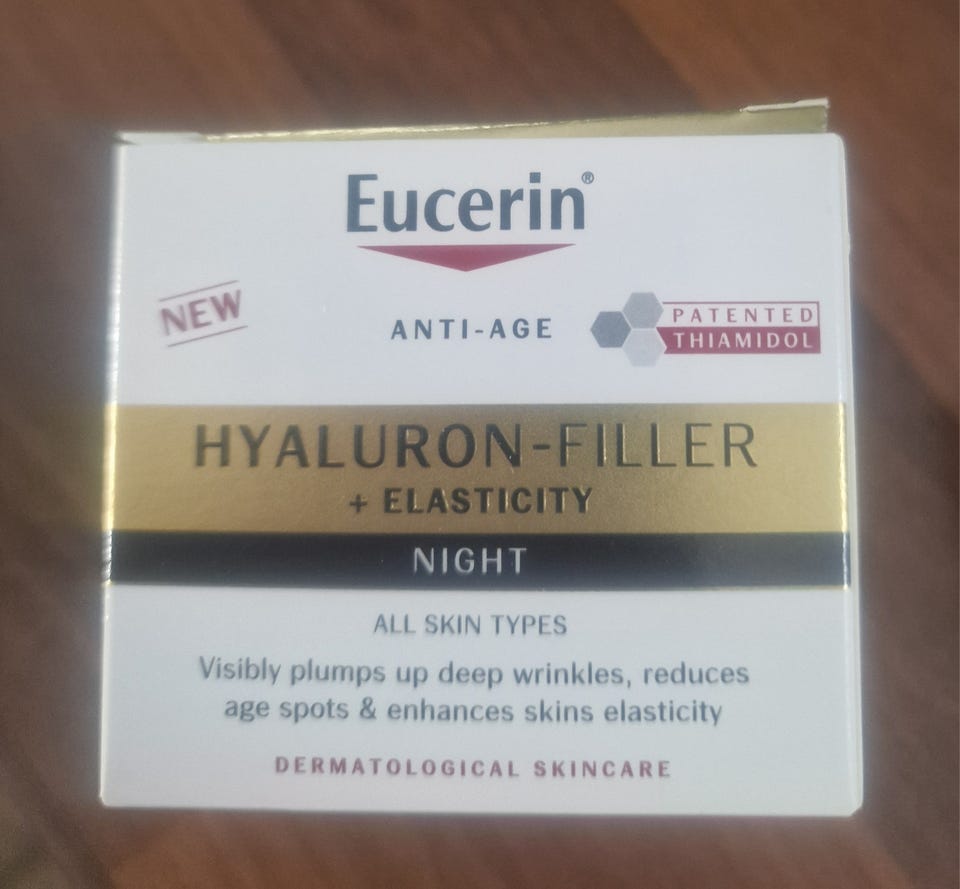 Eucerin®
NEW
ANTI-AGE
PATENTED
THIAMIDOL
HYALURON-FILLER
+ ELASTICITY
NIGHT
ALL SKIN TYPES
Visibly plumps up deep wrinkles, reduces
age spots & enhances skins elasticity
DERMATOLOGICAL SKINCARE